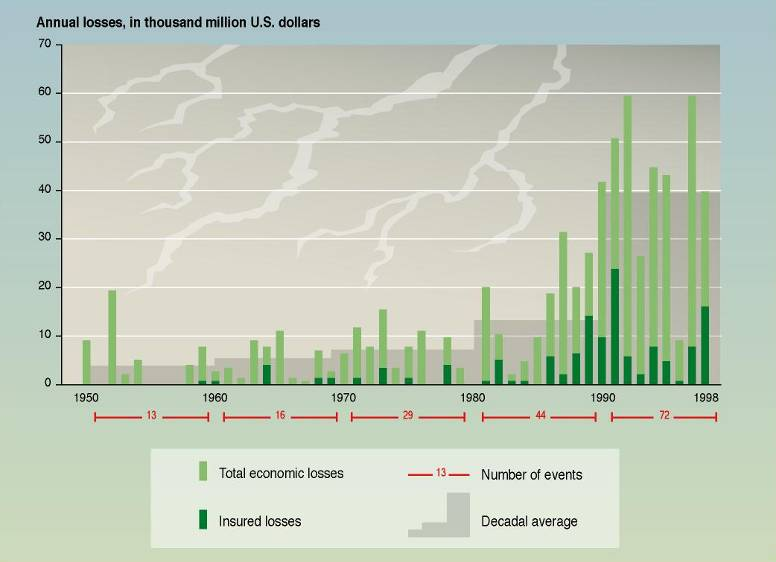 Annual losses, in thousand million U.S. dollars
70
60
50
40
30
20
10
0
1950 1960 1970 1980 1990 1998
13 16 29 44 72
Total economic losses
13 Number of events
Insured losses
Decadal average